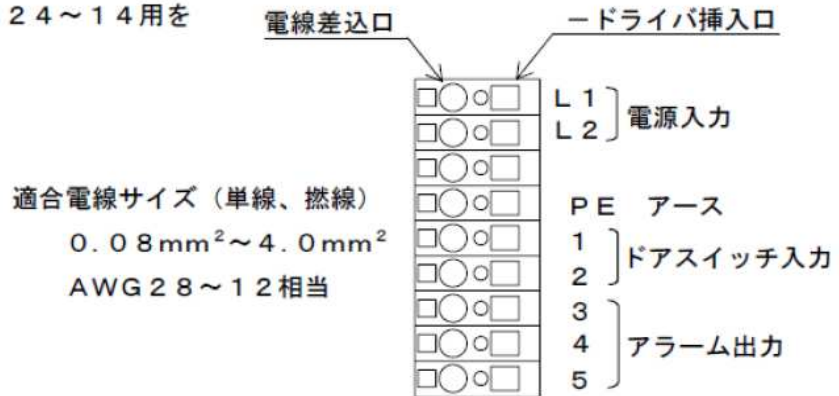 ２４～１４用を
電線差込口
－ドライバ挿入口
Ｌ１
Ｌ２
電源入力
適合電線サイズ（単線、撚線）
０．０８ｍｍ²～４．０ｍｍ²
ＡＷＧ２８～１２相当
ＰＥ　アース
１
２
ドアスイッチ入力
３
４
５
アラーム出力